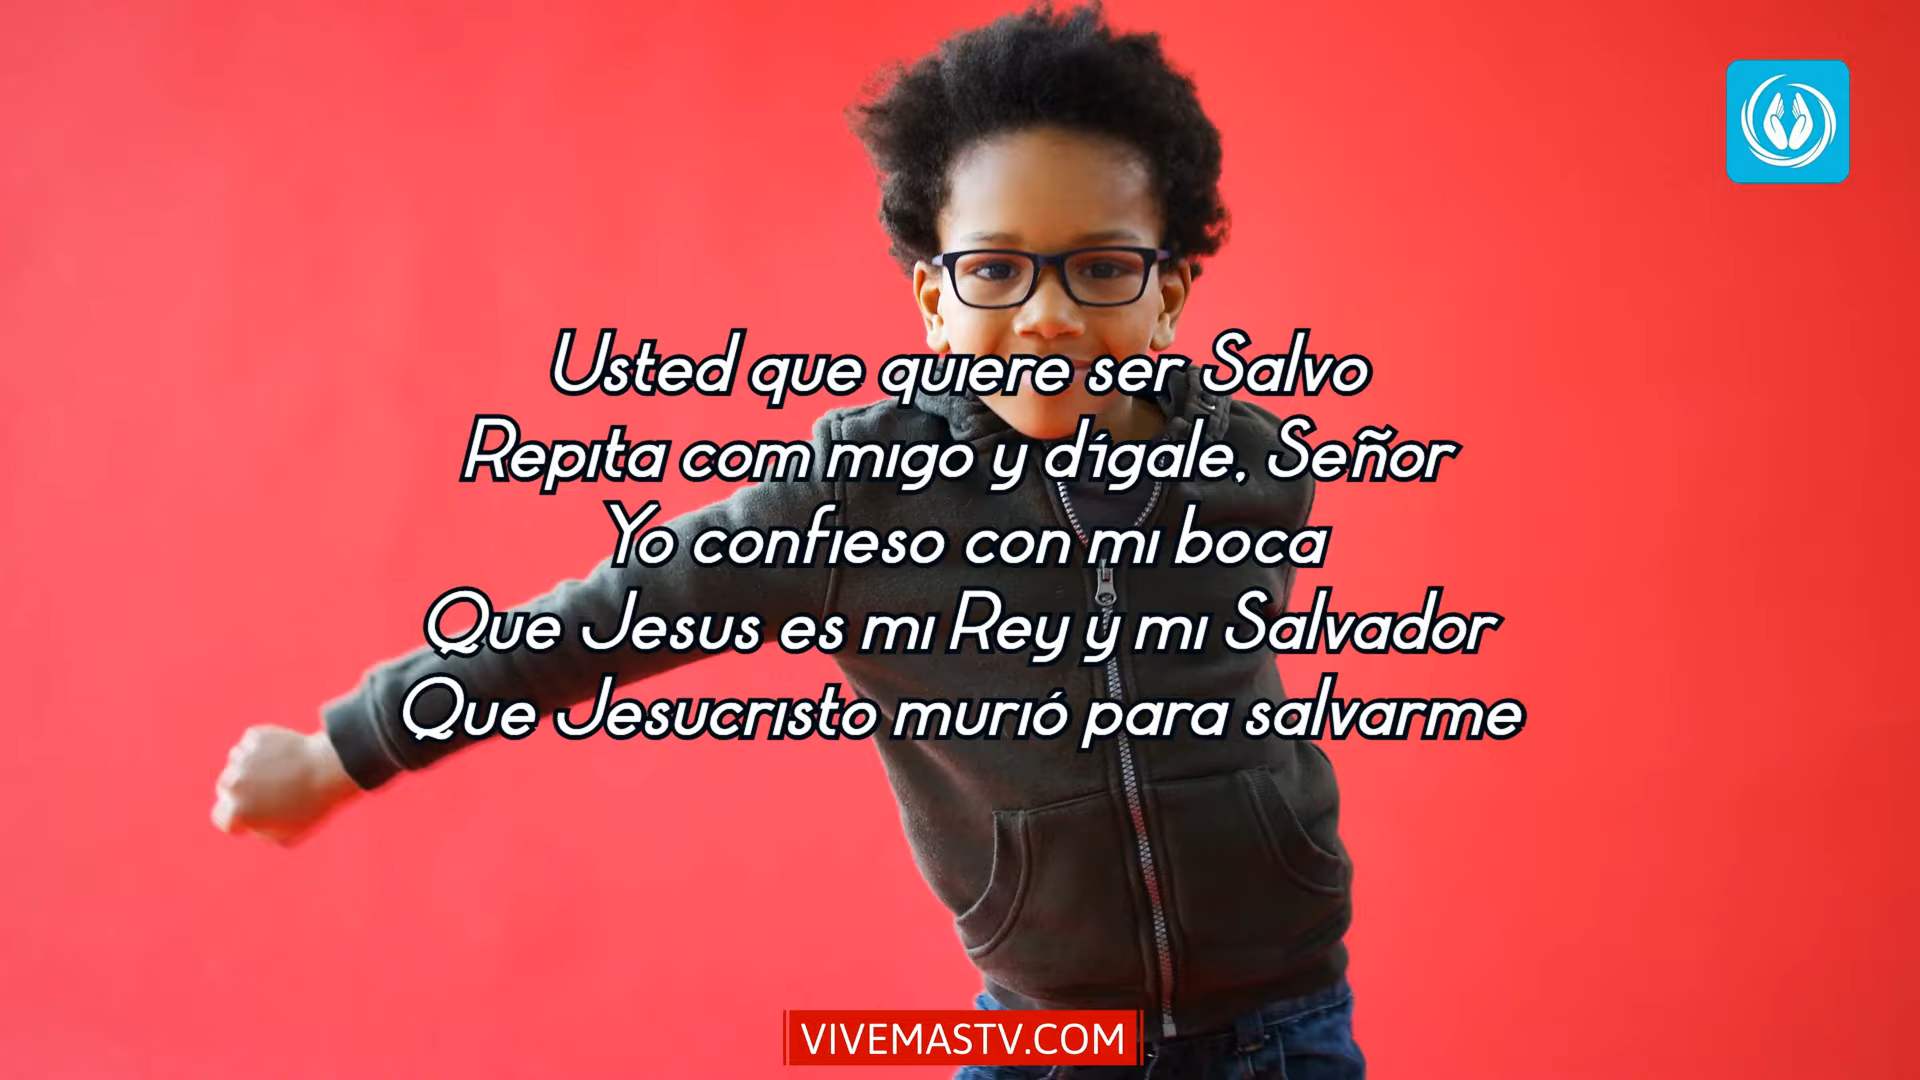 Usted que quiere ser Salvo
Repita com migo y dígale, Señor
Yo confieso con mi boca
Que Jesus es mi Rey y mi Salvador
Que Jesucristo murió para salvarme
VIVEMASTV.COM